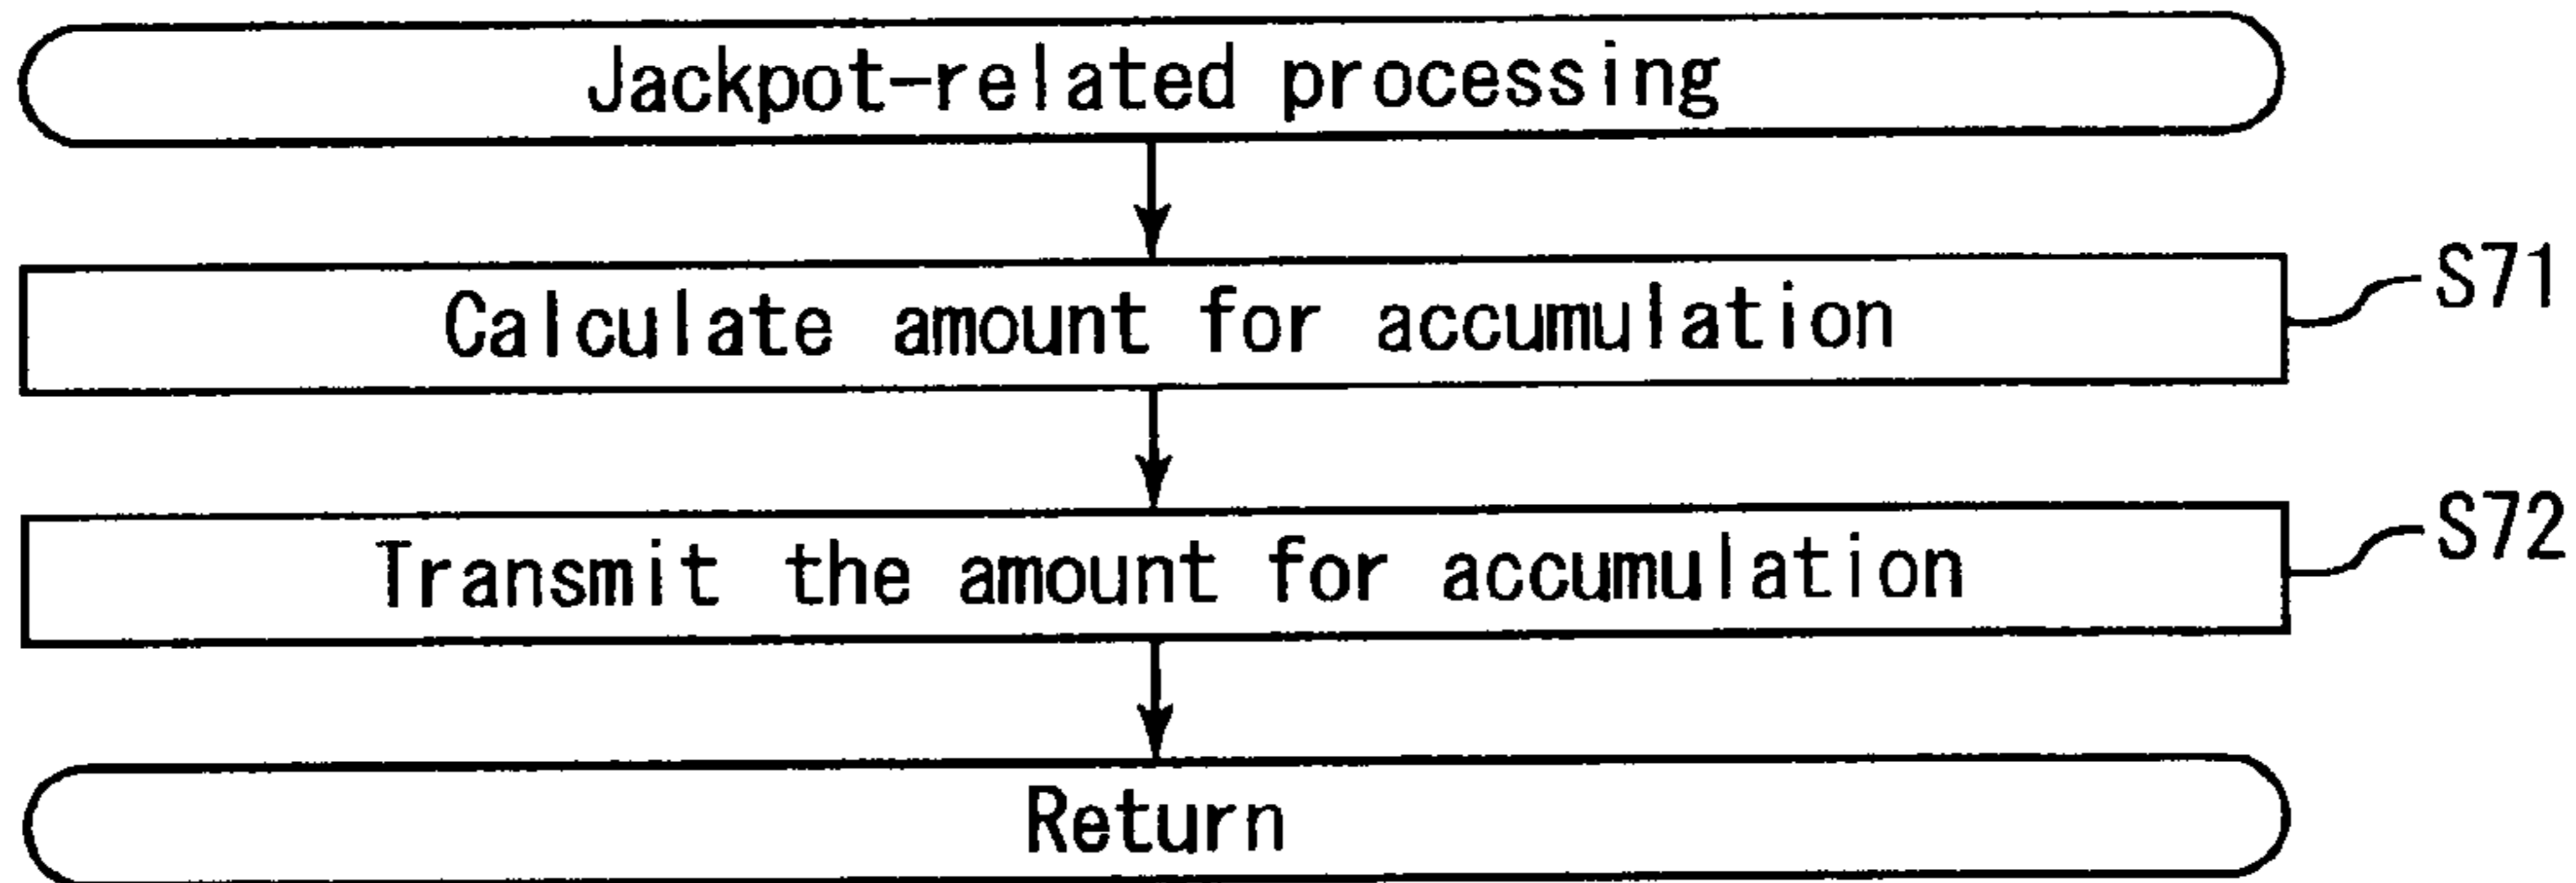 Jackpot-related processing
Calculate amount for accumulation
S71
Transmit the amount for accumulation
S72
Return